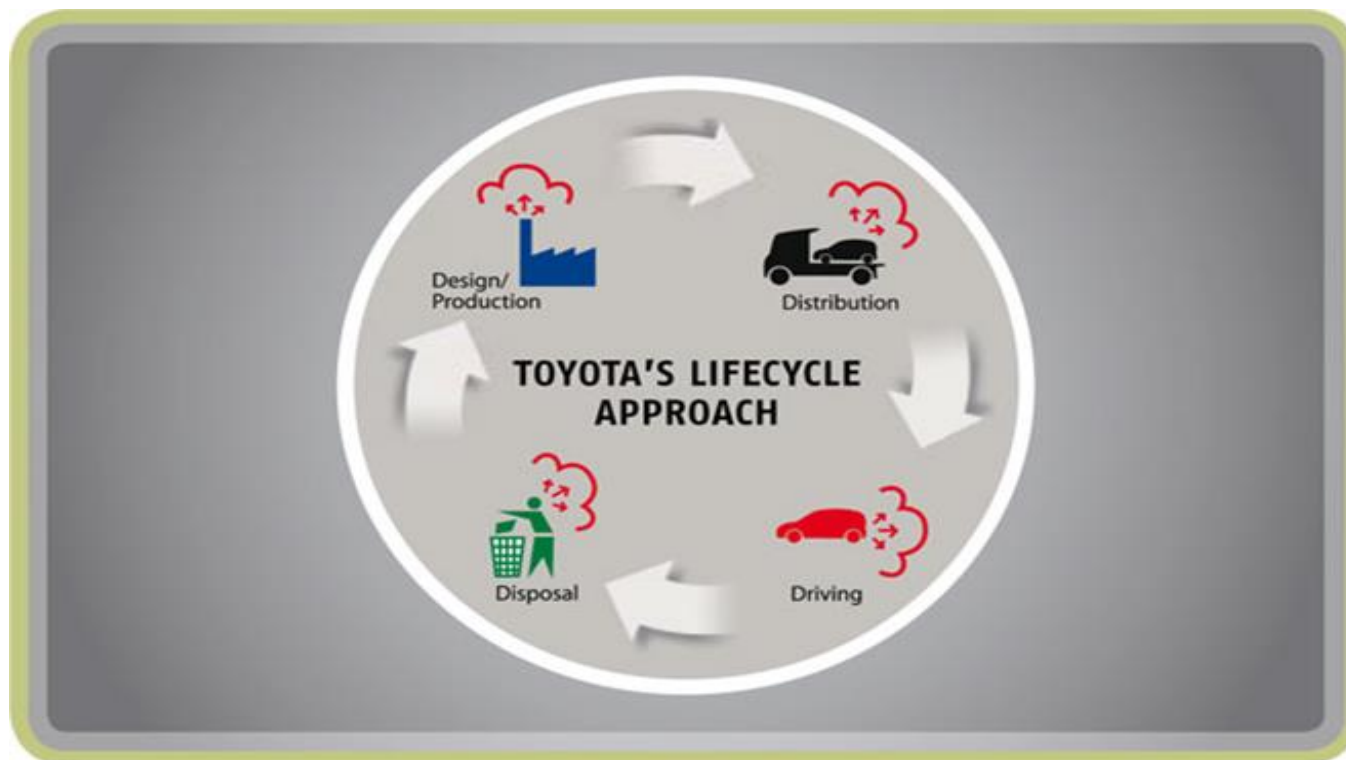 Design/
Production
Distribution
TOYOTA'S LIFECYCLE
APPROACH
Disposal
Driving